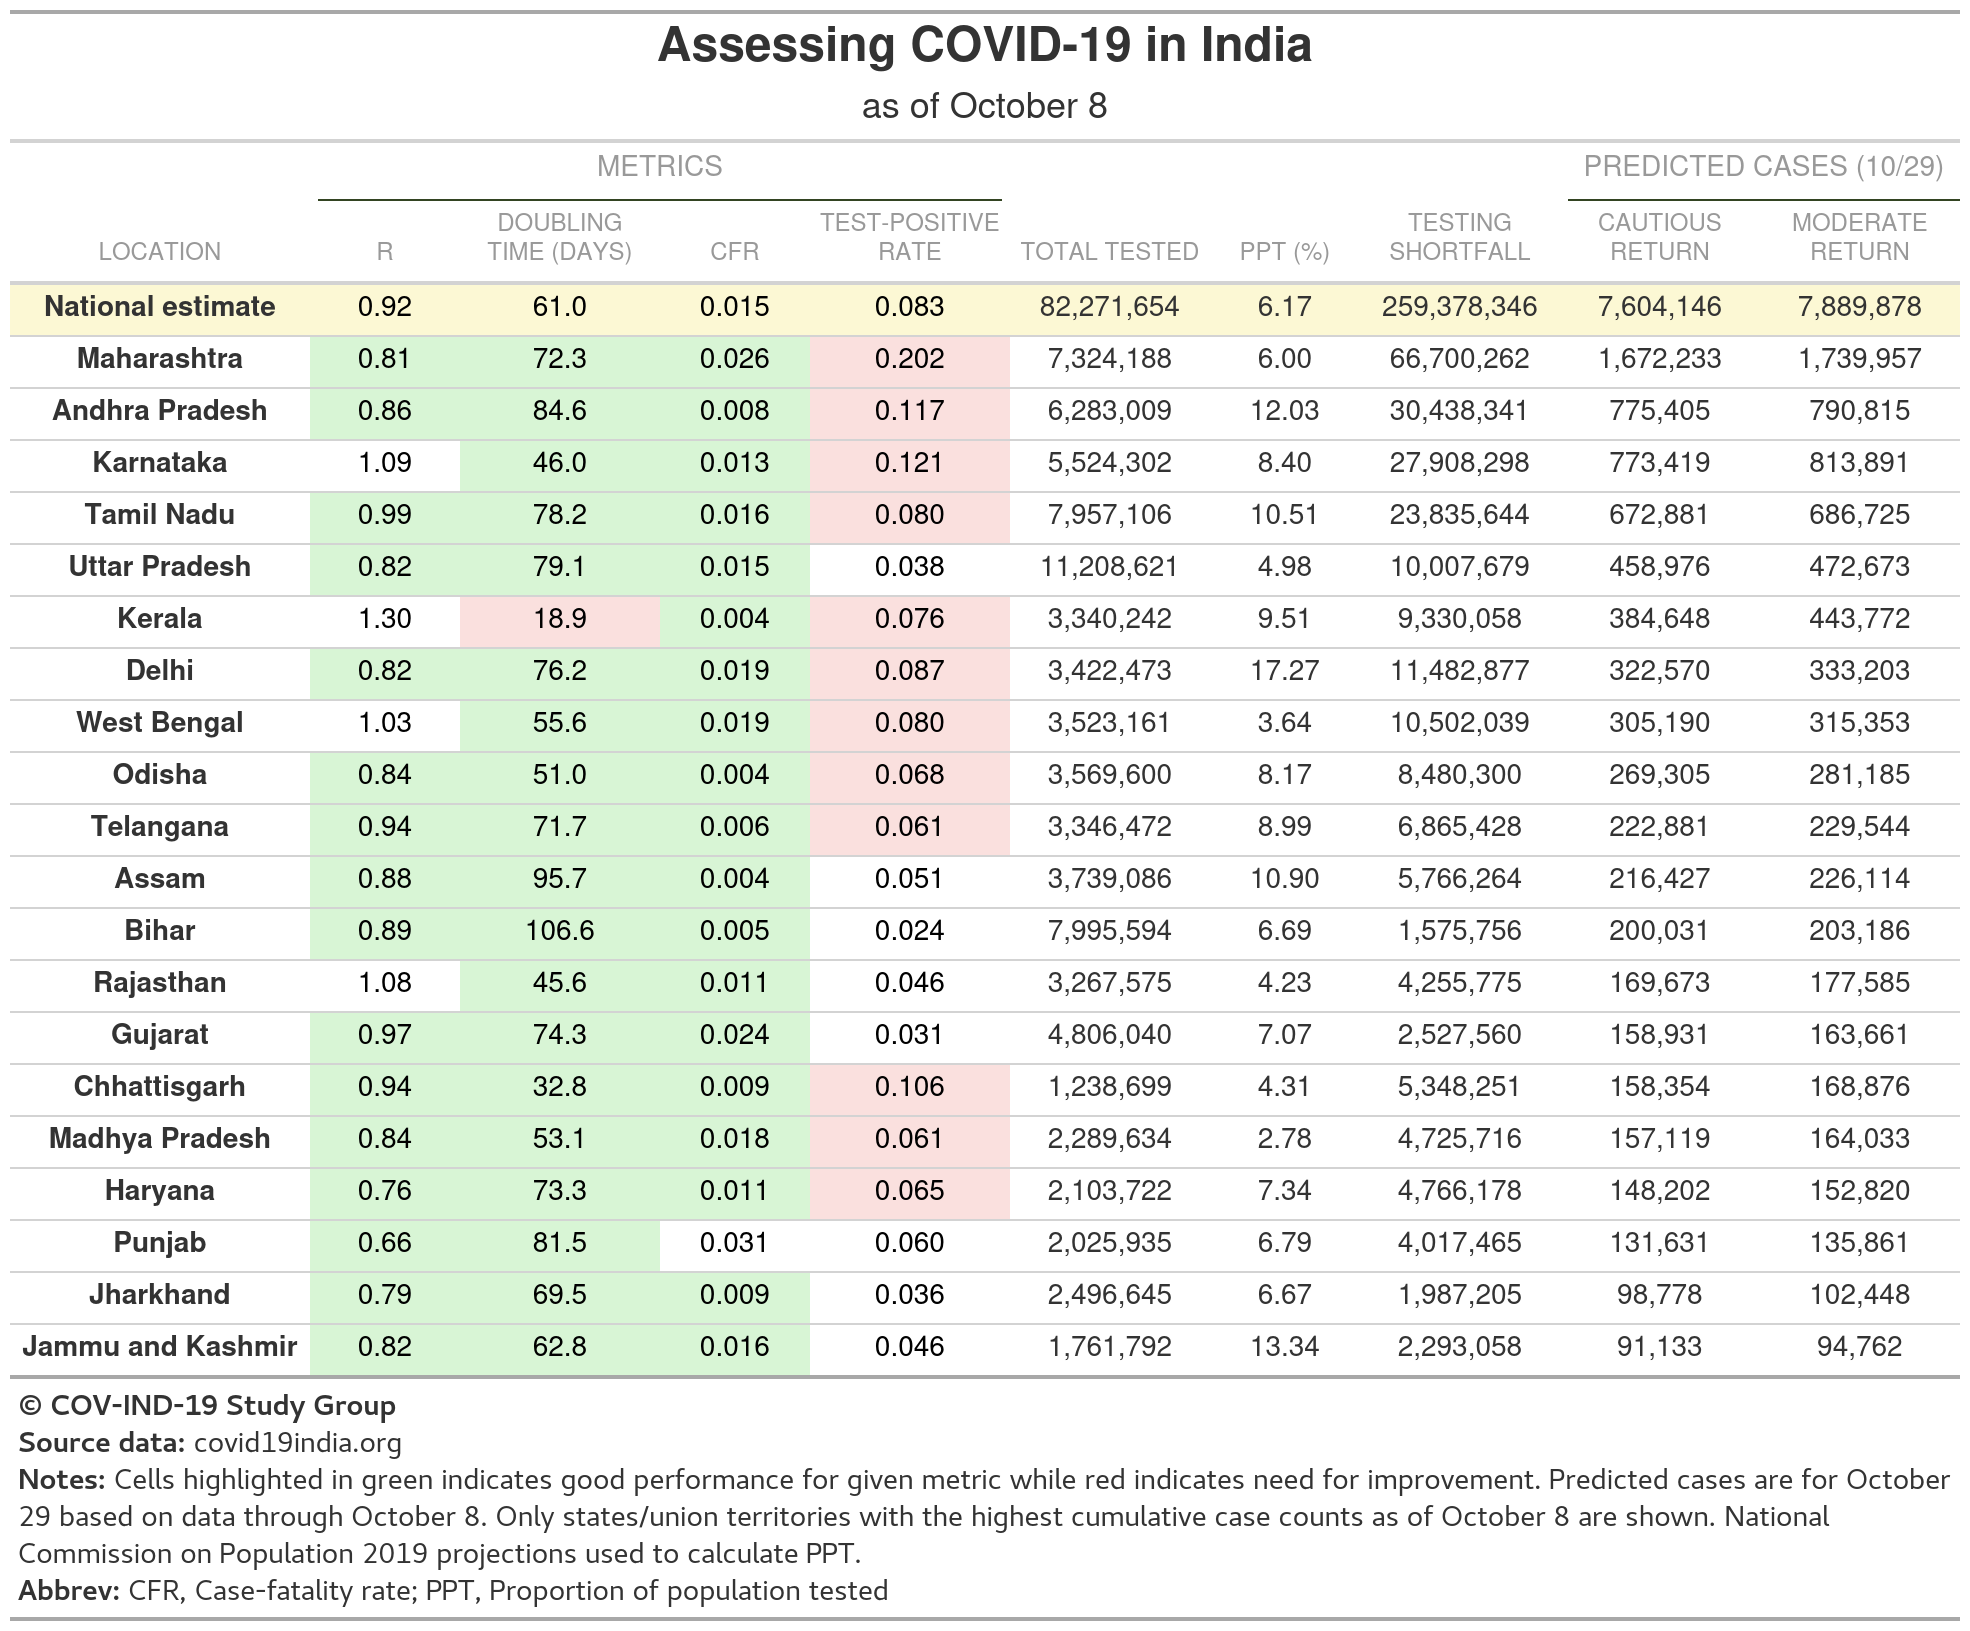 Assessing COVID-19 in India
as of October 8
METRICS PREDICTED CASES (10/29)
LOCATION R DOUBLING TIME (DAYS) CFR TEST-POSITIVE RATE TOTAL TESTED PPT (%) TESTING SHORTFALL CAUTIOUS RETURN MODERATE RETURN
National estimate 0.92 61.0 0.015 0.083 82,271,654 6.17 259,378,346 7,604,146 7,889,878
Maharashtra 0.81 72.3 0.026 0.202 7,324,188 6.00 66,700,262 1,672,233 1,739,957
Andhra Pradesh 0.86 84.6 0.008 0.117 6,283,009 12.03 30,438,341 775,405 790,815
Karnataka 1.09 46.0 0.013 0.121 5,524,302 8.40 27,908,298 773,419 813,891
Tamil Nadu 0.99 78.2 0.016 0.080 7,957,106 10.51 23,835,644 672,881 686,725
Uttar Pradesh 0.82 79.1 0.015 0.038 11,208,621 4.98 10,007,679 458,976 472,673
Kerala 1.30 18.9 0.004 0.076 3,340,242 9.51 9,330,058 384,648 443,772
Delhi 0.82 76.2 0.019 0.087 3,422,473 17.27 11,482,877 322,570 333,203
West Bengal 1.03 55.6 0.019 0.080 3,523,161 3.64 10,502,039 305,190 315,353
Odisha 0.84 51.0 0.004 0.068 3,569,600 8.17 8,480,300 269,305 281,185
Telangana 0.94 71.7 0.006 0.061 3,346,472 8.99 6,865,428 222,881 229,544
Assam 0.88 95.7 0.004 0.051 3,739,086 10.90 5,766,264 216,427 226,114
Bihar 0.89 106.6 0.005 0.024 7,995,594 6.69 1,575,756 200,031 203,186
Rajasthan 1.08 45.6 0.011 0.046 3,267,575 4.23 4,255,775 169,673 177,585
Gujarat 0.97 74.3 0.024 0.031 4,806,040 7.07 2,527,560 158,931 163,661
Chhattisgarh 0.94 32.8 0.009 0.106 1,238,699 4.31 5,348,251 158,354 168,876
Madhya Pradesh 0.84 53.1 0.018 0.061 2,289,634 2.78 4,725,716 157,119 164,033
Haryana 0.76 73.3 0.011 0.065 2,103,722 7.34 4,766,178 148,202 152,820
Punjab 0.66 81.5 0.031 0.060 2,025,935 6.79 4,017,465 131,631 135,861
Jharkhand 0.79 69.5 0.009 0.036 2,496,645 6.67 1,987,205 98,778 102,448
Jammu and Kashmir 0.82 62.8 0.016 0.046 1,761,792 13.34 2,293,058 91,133 94,762
© COV-IND-19 Study Group
Source data: covid19india.org
Notes: Cells highlighted in green indicates good performance for given metric while red indicates need for improvement. Predicted cases are for October
29 based on data through October 8. Only states/union territories with the highest cumulative case counts as of October 8 are shown. National
Commission on Population 2019 projections used to calculate PPT.
Abbrev: CFR, Case-fatality rate; PPT, Proportion of population tested